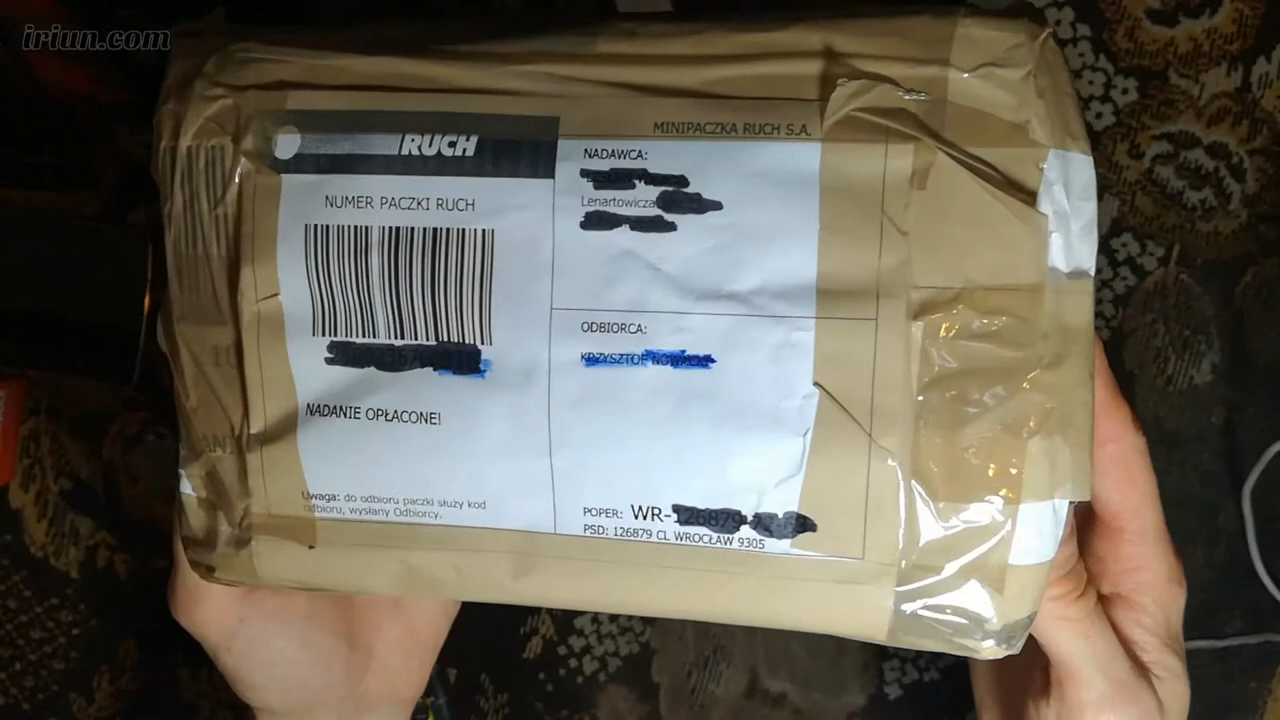 iriun.com
RUCH
MINIPACZKA RUCH S.A.
NUMER PACZKI RUCH
NADANIE OPŁACONE!
Uwaga: do odbioru paczki służy kod
odbioru, wysłany Odbiorcy.
NADAWCA:
Lenartowicza
ODBIORCA:
POPER: WR-
PSD: 126879 CL WROCŁAW 9305